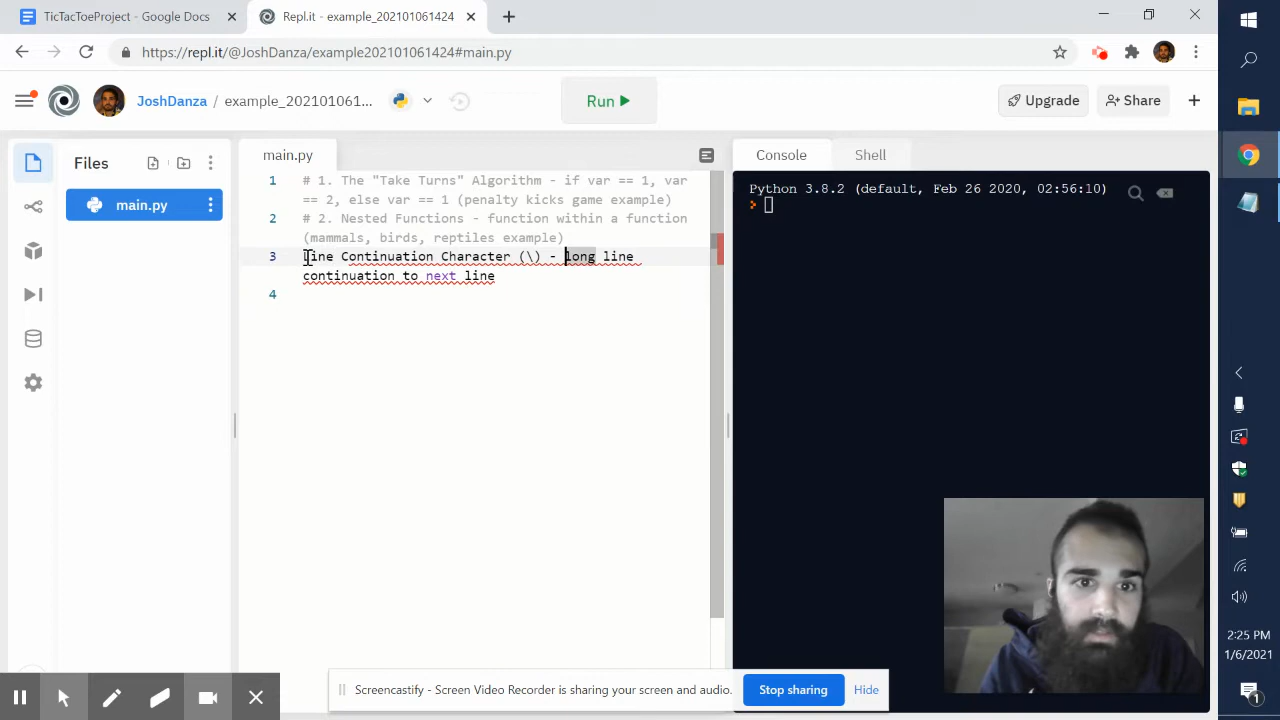 TicTacToeProject - Google Docs
Repl.it - example_202101061424
https://repl.it/@JoshDanza/example202101061424#main.py
JoshDanza / example_202101061...
Run
Upgrade
Share
Files
main.py
main.py
1 # 1. The "Take Turns" Algorithm - if var == 1, var
== 2, else var == 1 (penalty kicks game example)
2 # 2. Nested Functions - function within a function
(mammals, birds, reptiles example)
3 Line Continuation Character (\) - long line
continuation to next line
4
Console
Shell
Python 3.8.2 (default, Feb 26 2020, 02:56:10)
Screencastify - Screen Video Recorder is sharing your screen and audio.
Stop sharing
Hide
2:25 PM
1/6/2021
1